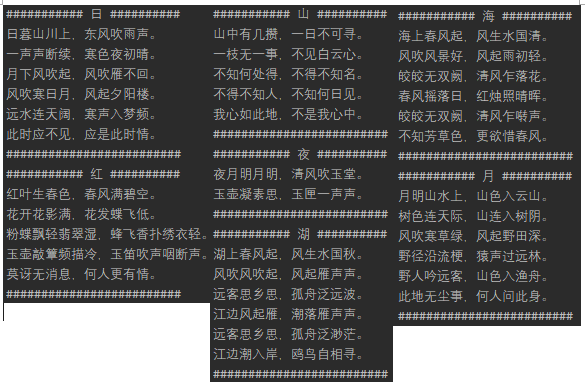 ########### 日 ##########
日暮山川上，东风吹雨声。
一声声断续，寒色夜初晴。
月下风吹起，风吹雁不回。
风吹寒日月，风起夕阳楼。
远水连天阔，寒声入梦频。
此时应不见，应是此时情。
#########################
########### 红 ##########
红叶生春色，春风满碧空。
花开花影满，花发蝶飞低。
粉蝶飘轻翡翠湿，蜂飞香扑绣衣轻。
玉壶敲簟频描冷，玉笛吹声咽断声。
莫讶无消息，何人更有情。
#########################
########### 山 ##########
山中有几攒，一日不可寻。
一枝无一事，不见白云心。
不知何处得，不得不知名。
不得不知人，不知何日见。
我心如此地，不是我心中。
#########################
########### 夜 ##########
夜月明月明，清风吹玉堂。
玉壶凝素思，玉匣一声声。
#########################
########### 湖 ##########
湖上春风起，风生水国秋。
风吹风吹起，风起雁声声。
远客思乡思，孤舟泛远波。
江边风起雁，潮落雁声声。
远客思乡思，孤舟泛渺茫。
江边潮入岸，鸥鸟自相寻。
#########################
########### 海 ##########
海上春风起，风生水国清。
风吹风景好，风起雨初轻。
皎皎无双阙，清风乍落花。
春风摇落日，红烛照晴晖。
皎皎无双阙，清风乍啭声。
不知芳草色，更欲惜春风。
#########################
########### 月 ##########
月明山水上，山色入云山。
树色连天际，山连入树阴。
风吹寒草绿，风起野田深。
野径沿流梗，猿声过远林。
野人吟远客，山色入渔舟。
此地无尘事，何人问此身。
#########################